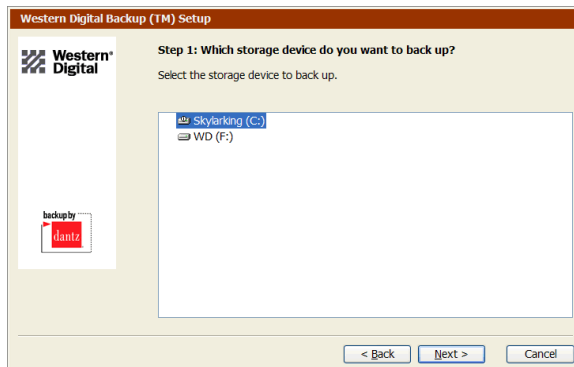 Western Digital Backup (TM) Setup
Western®
Digital
Step 1: Which storage device do you want to back up?
Select the storage device to back up.
Skylarking (C:)
WD (F:)
backup by
dantz
< Back
Next >
Cancel